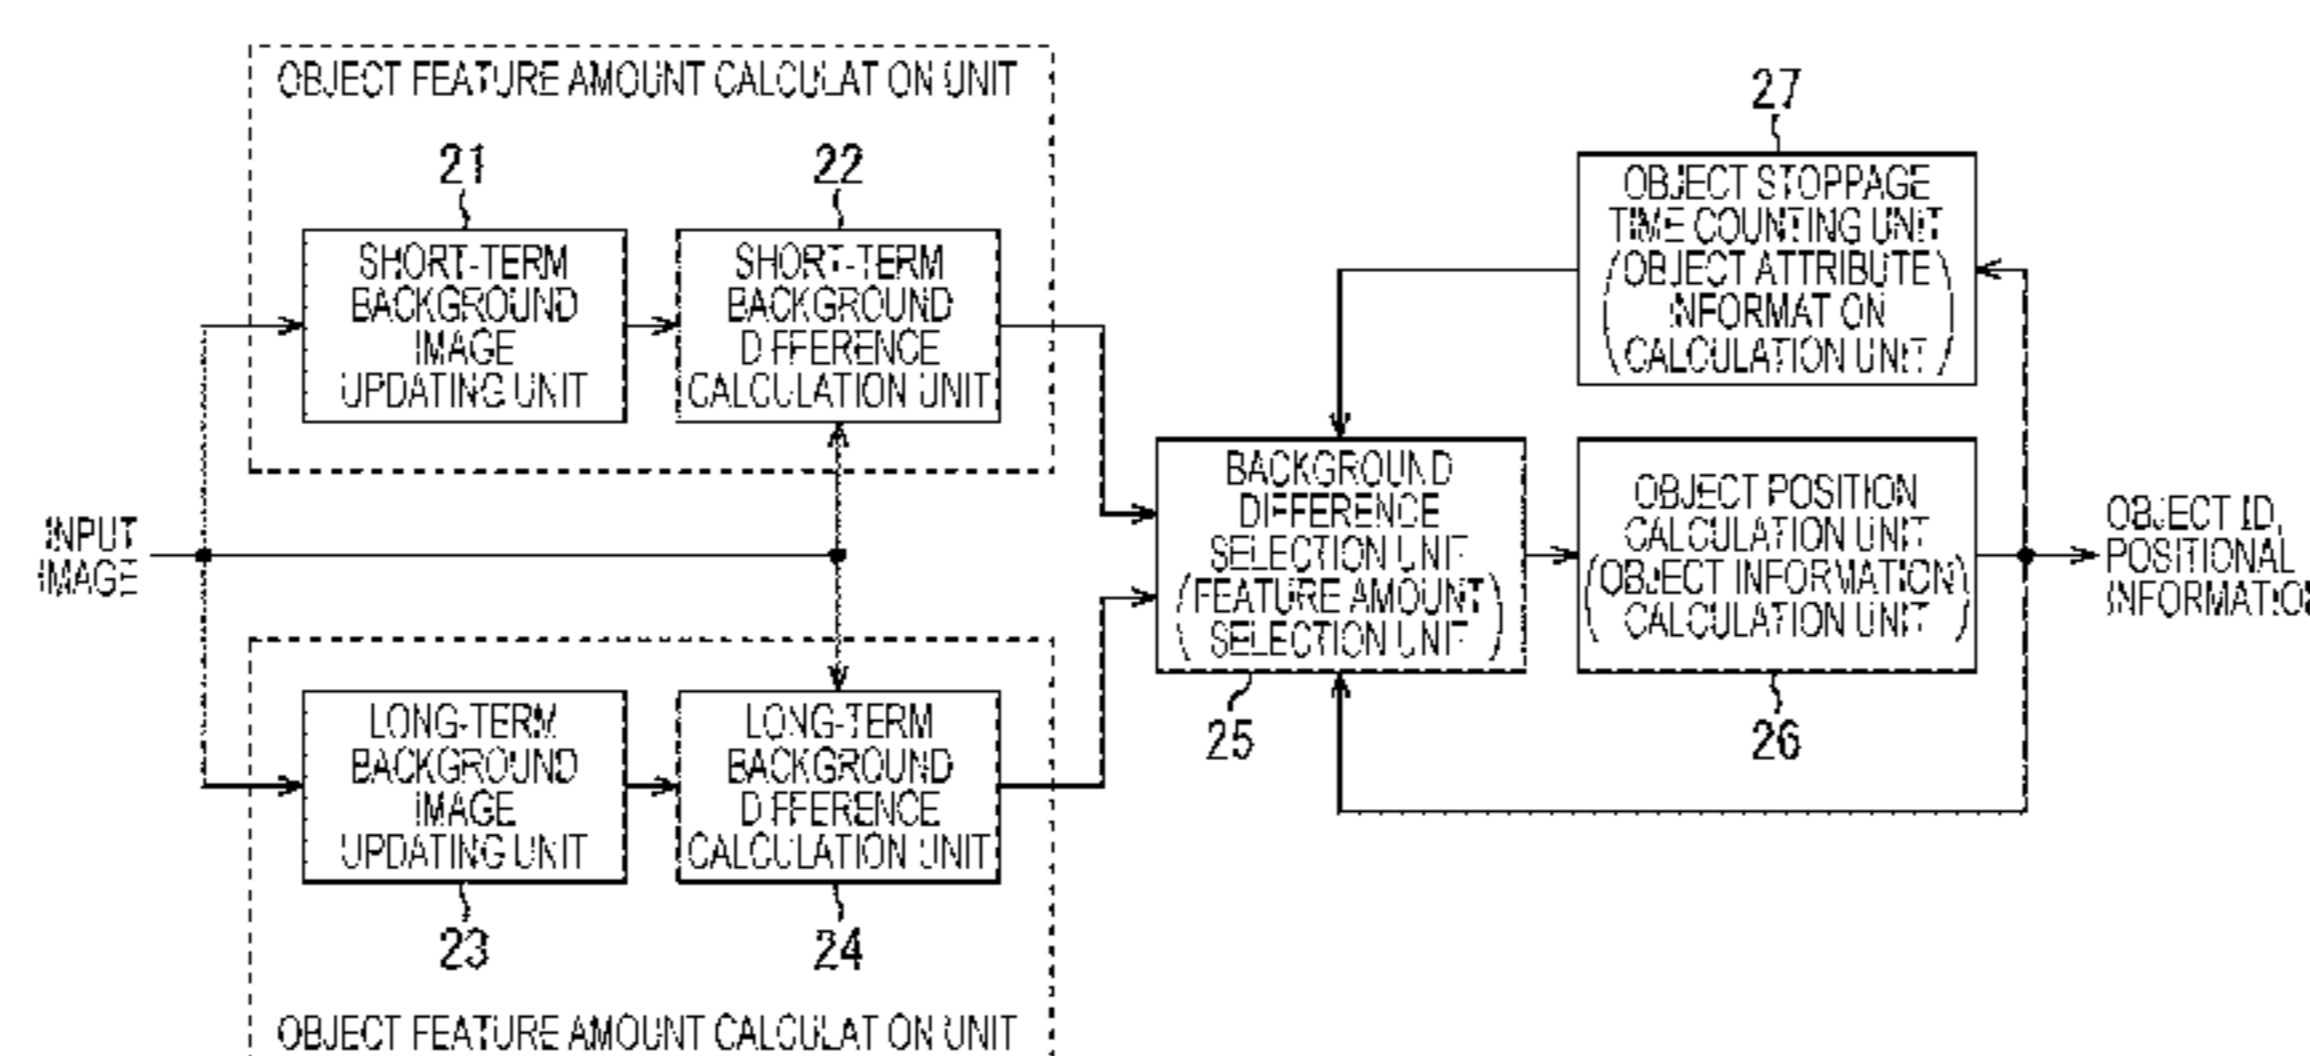 OBJECT FEATURE AMOUNT CALCULATION UNIT
21
22
SHORT-TERM
BACKGROUND
IMAGE
UPDATING UNIT
SHORT-TERM
BACKGROUND
DIFFERENCE
CALCULATION UNIT
INPUT
IMAGE
LONG-TERM
BACKGROUND
IMAGE
UPDATING UNIT
LONG-TERM
BACKGROUND
DIFFERENCE
CALCULATION UNIT
23
24
OBJECT FEATURE AMOUNT CALCULATION UNIT
BACKGROUND
DIFFERENCE
SELECTION UNIT
(FEATURE AMOUNT
SELECTION UNIT)
25
27
OBJECT STOPPAGE
TIME COUNTING UNIT
(OBJECT ATTRIBUTE
INFORMATION
CALCULATION UNIT)
OBJECT POSITION
CALCULATION UNIT
(OBJECT INFORMATION
CALCULATION UNIT)
26
OBJECT ID,
POSITIONAL
INFORMATION